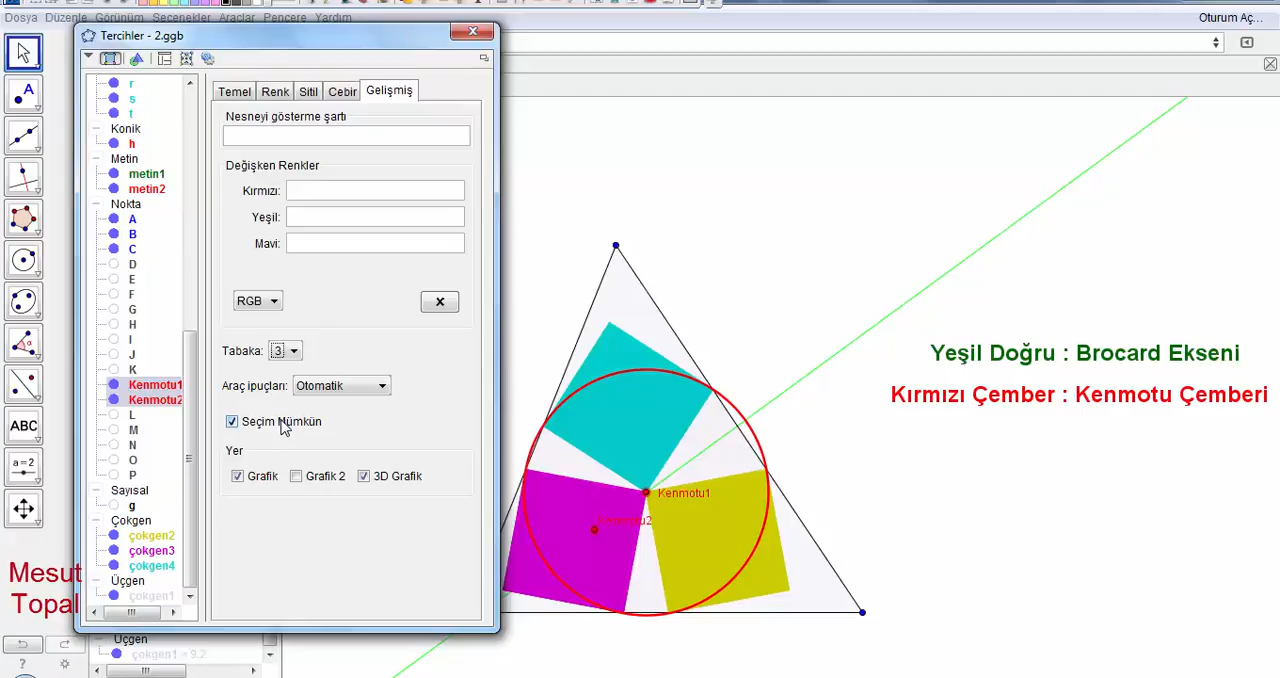 Dosya Düzenle Görünüm Seçenekler Araçlar Pencere Yardım
Oturum Aç...
Tercihler - 2.ggb
r
s
t
Konik
h
Metin
metin1
metin2
Nokta
A
B
C
D
E
F
G
H
I
J
K
Kenmotu1
Kenmotu2
L
M
N
O
P
Sayısal
g
Çokgen
çokgen2
çokgen3
çokgen4
Üçgen
çokgen1
Temel Renk Sitil Cebir Gelişmiş
Nesneyi gösterme şartı
Değişken Renkler
Kırmızı:
Yeşil:
Mavi:
RGB
Tabaka: 3
Araç ipuçları: Otomatik
Seçim Mümkün
Yer
Grafik Grafik 2 3D Grafik
A
ABC
a=2
Mesut
Topal
Üçgen
çokgen1 = 9.2
?
Yeşil Doğru : Brocard Ekseni
Kırmızı Çember : Kenmotu Çemberi
Kenmotu1
Kenmotu2